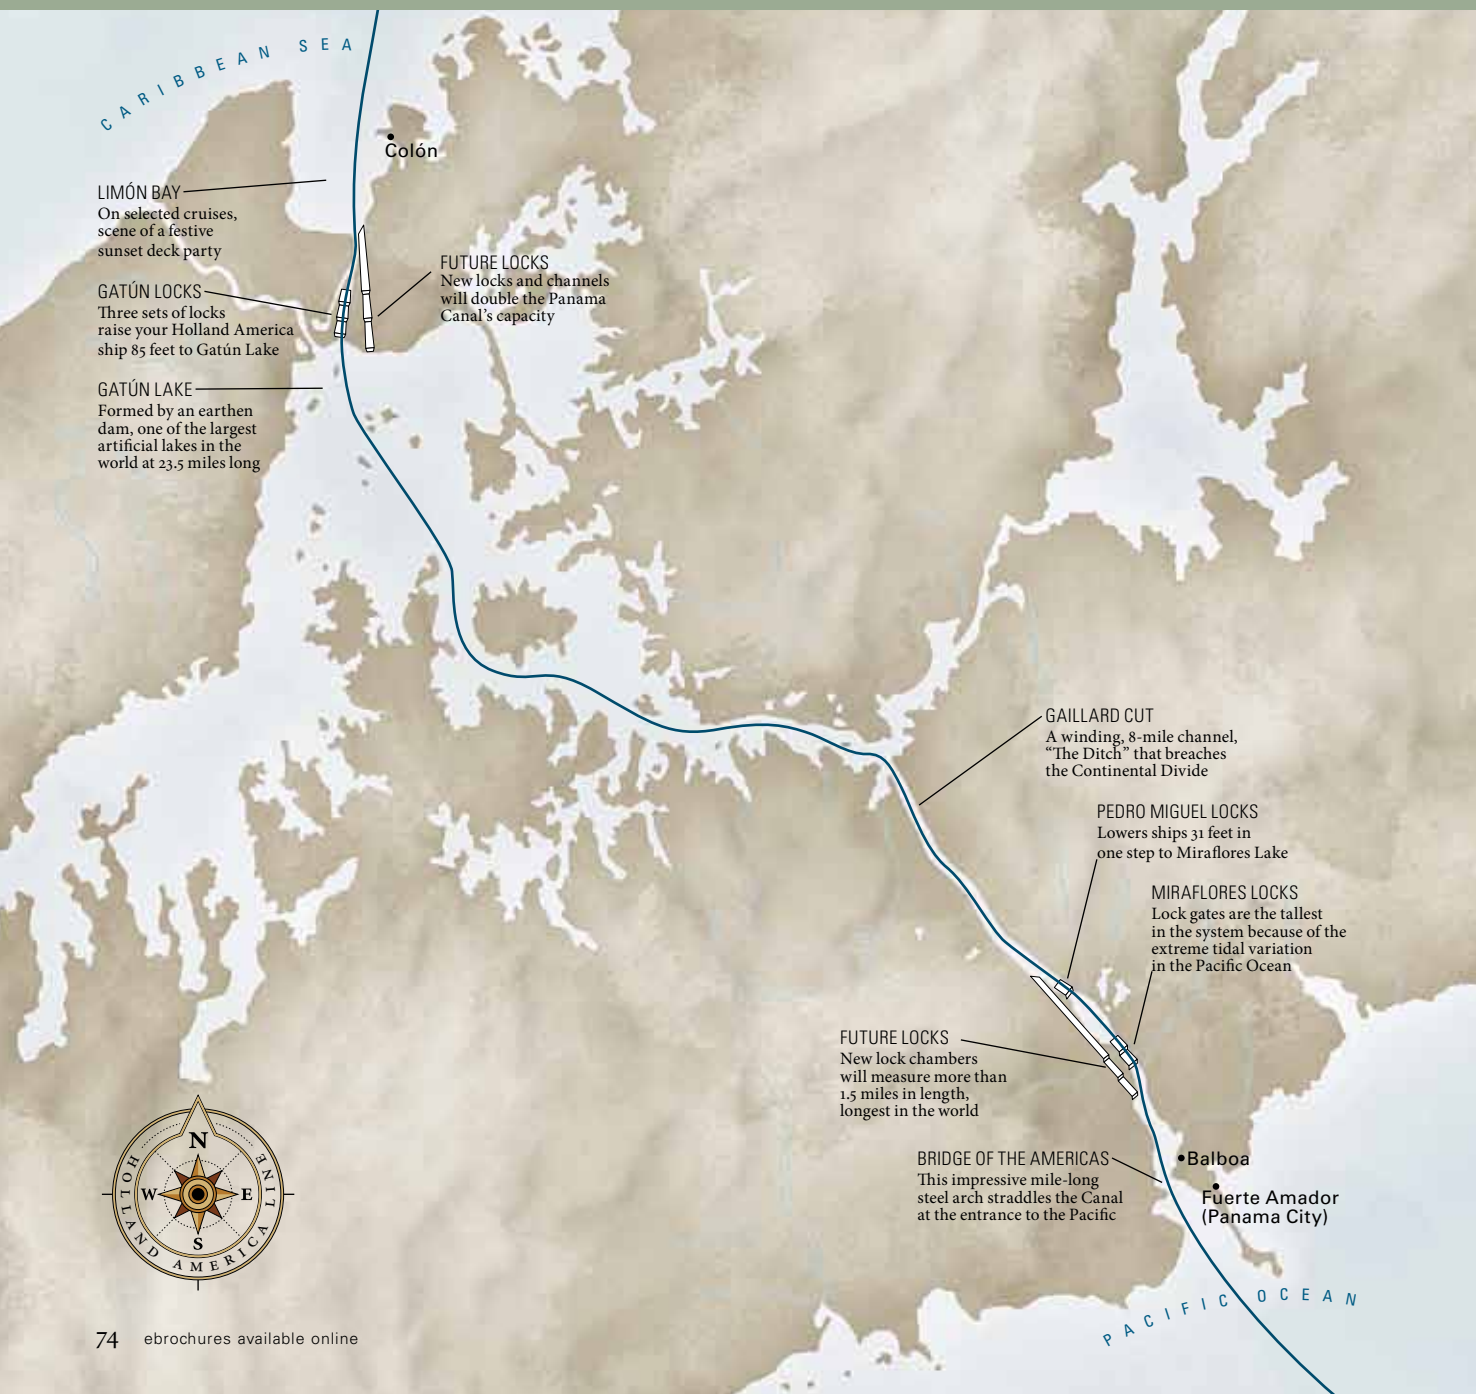 CARIBBEAN SEA
Colón
LIMÓN BAY
On selected cruises,
scene of a festive
sunset deck party
FUTURE LOCKS
New locks and channels
will double the Panama
Canal's capacity
GATÚN LOCKS
Three sets of locks
raise your Holland America
ship 85 feet to Gatún Lake
GATÚN LAKE
Formed by an earthen
dam, one of the largest
artificial lakes in the
world at 23.5 miles long
GAILLARD CUT
A winding, 8-mile channel,
“The Ditch” that breaches
the Continental Divide
PEDRO MIGUEL LOCKS
Lowers ships 31 feet in
one step to Miraflores Lake
MIRAFLORES LOCKS
Lock gates are the tallest
in the system because of the
extreme tidal variation
in the Pacific Ocean
FUTURE LOCKS
New lock chambers
will measure more than
1.5 miles in length,
longest in the world
BRIDGE OF THE AMERICAS
This impressive mile-long
steel arch straddles the Canal
at the entrance to the Pacific
Balboa
Fuerte Amador
(Panama City)
PACIFIC OCEAN
N
W E
S
HOLLAND AMERICA LINE
74 ebrochures available online